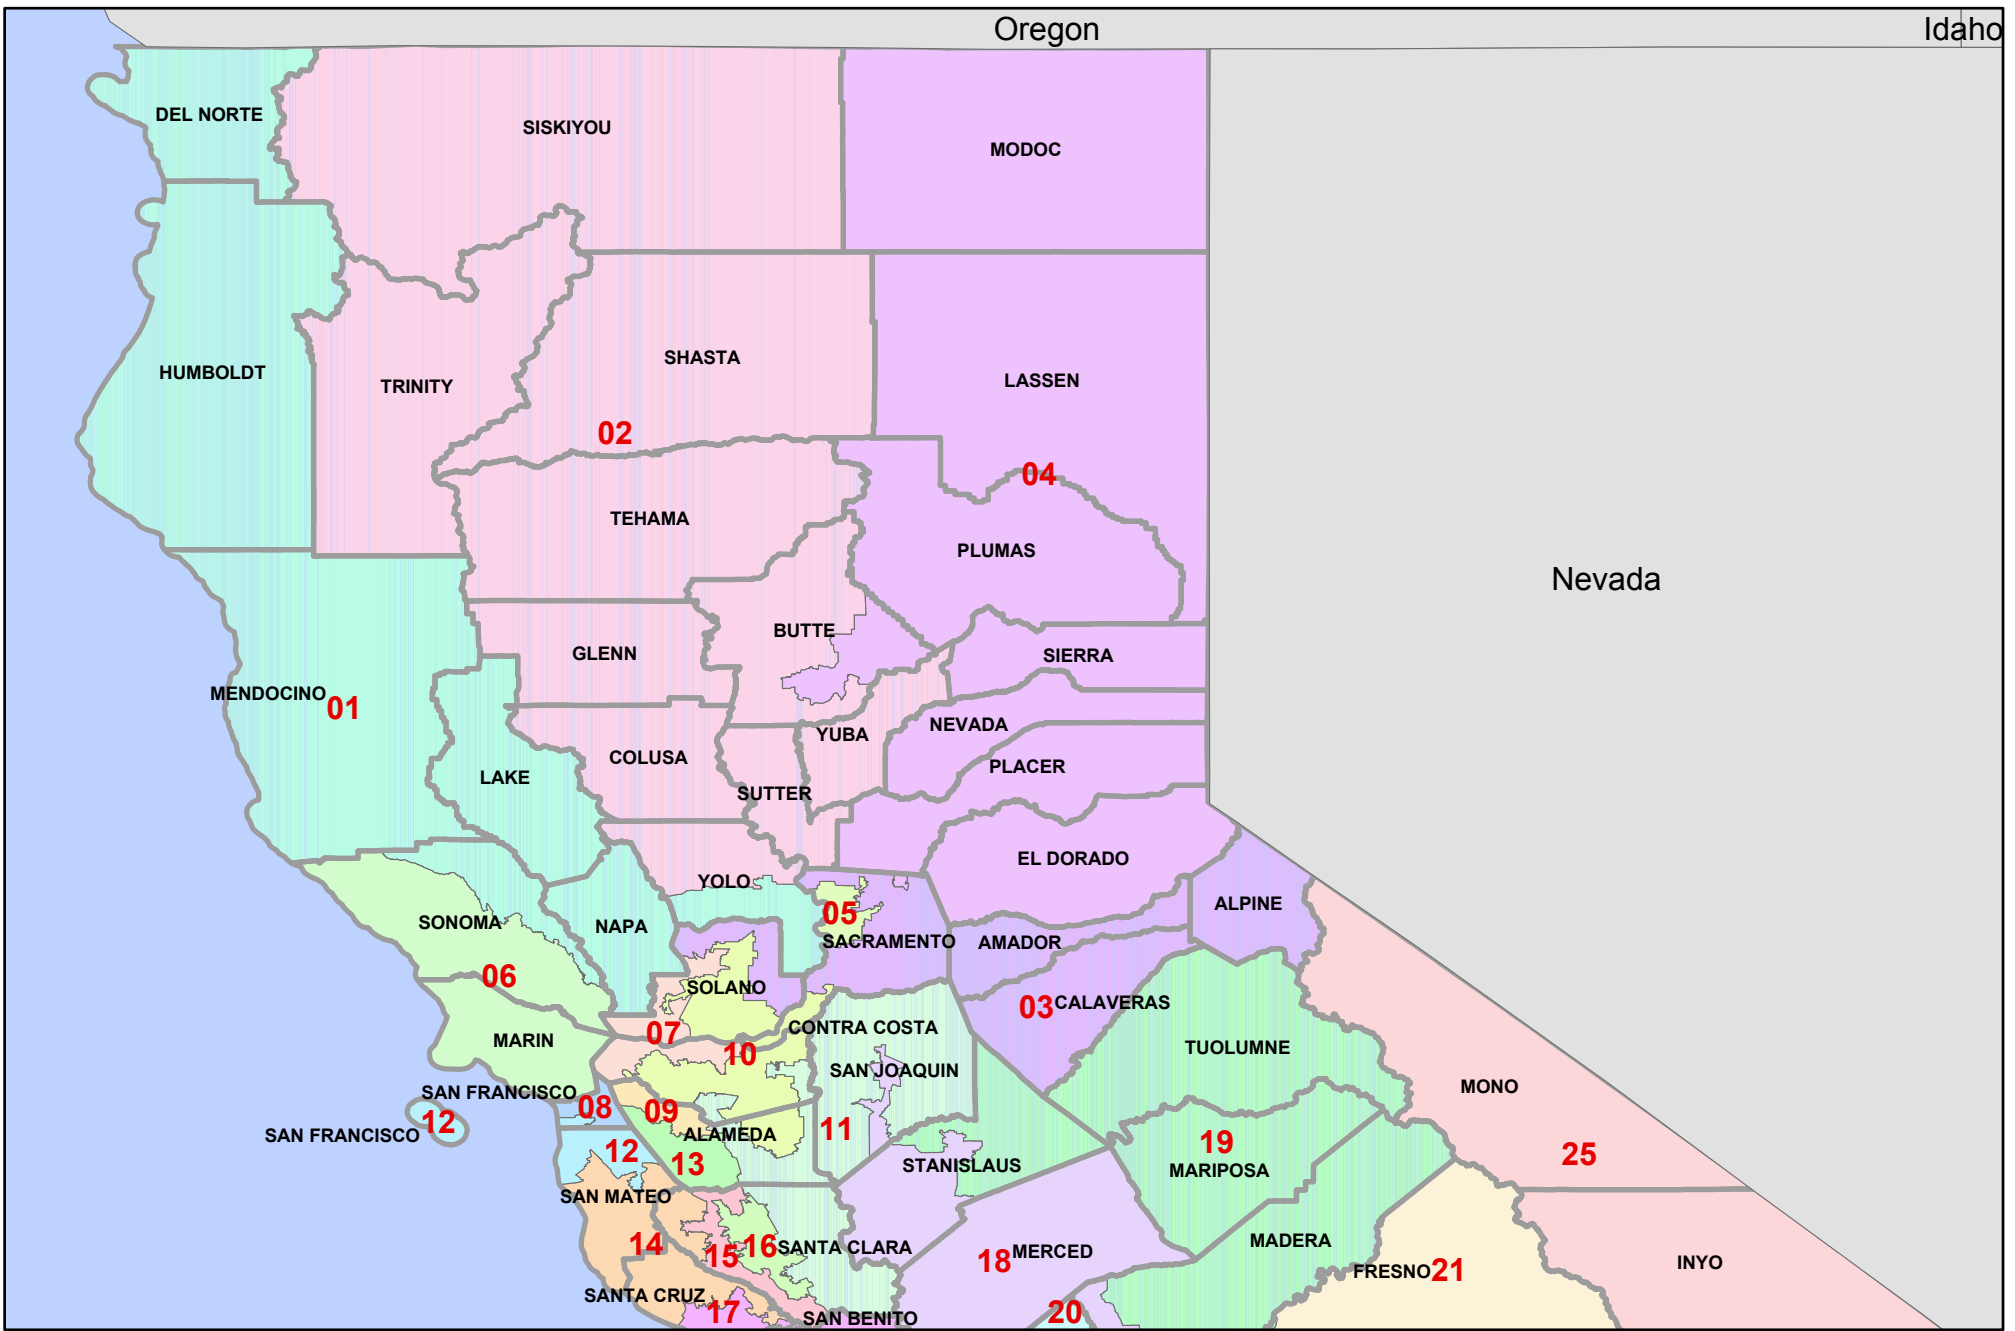 Oregon
Idaho
DEL NORTE
SISKIYOU
MODOC
SHASTA
HUMBOLDT
TRINITY
LASSEN
02
04
TEHAMA
PLUMAS
Nevada
BUTTE
GLENN
SIERRA
MENDOCINO
01
NEVADA
YUBA
COLUSA
PLACER
LAKE
SUTTER
EL DORADO
YOLO
ALPINE
05
SONOMA
NAPA
SACRAMENTO
AMADOR
06
SOLANO
03
CALAVERAS
07
CONTRA COSTA
MARIN
10
TUOLUMNE
SAN JOAQUIN
MONO
SAN FRANCISCO
08
09
12
SAN FRANCISCO
ALAMEDA
11
19
12
13
25
STANISLAUS
MARIPOSA
SAN MATEO
14
15
16
SANTA CLARA
18
MERCED
MADERA
FRESNO
21
INYO
SANTA CRUZ
17
SAN BENITO
20